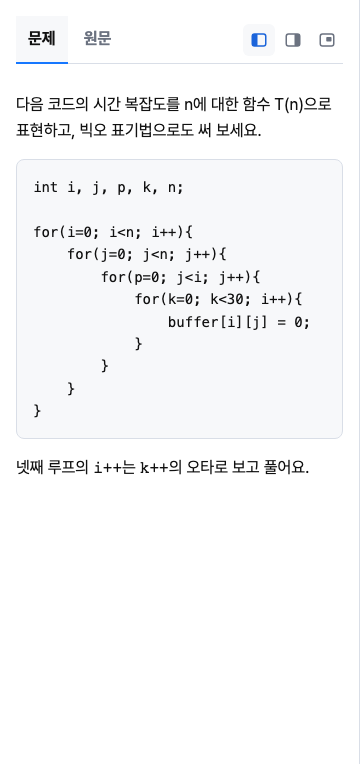 문제 원문
다음 코드의 시간 복잡도를 n에 대한 함수 T(n)으로
표현하고, 빅오 표기법으로도 써 보세요.
int i, j, p, k, n;
for(i=0; i<n; i++){
    for(j=0; j<n; j++){
        for(p=0; j<i; j++){
            for(k=0; k<30; i++){
                buffer[i][j] = 0;
            }
        }
    }
}
넷째 루프의 i++는 k++의 오타로 보고 풀어요.